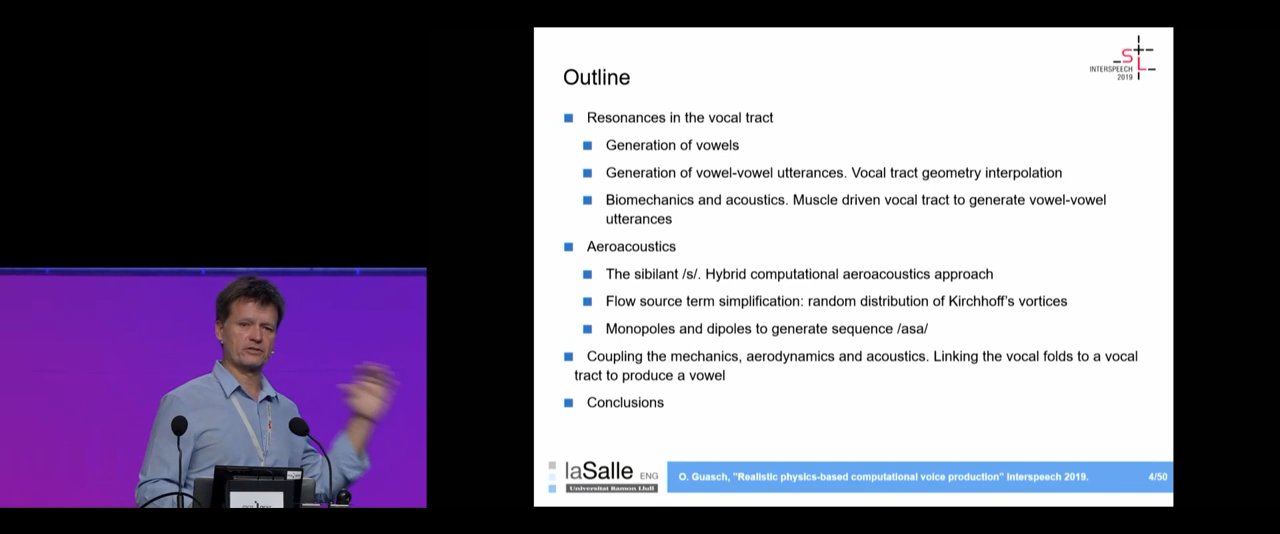 Outline
S
L
INTERSPEECH
2019
Resonances in the vocal tract
Generation of vowels
Generation of vowel-vowel utterances. Vocal tract geometry interpolation
Biomechanics and acoustics. Muscle driven vocal tract to generate vowel-vowel
utterances
Aeroacoustics
The sibilant /s/. Hybrid computational aeroacoustics approach
Flow source term simplification: random distribution of Kirchhoff's vortices
Monopoles and dipoles to generate sequence /asa/
Coupling the mechanics, aerodynamics and acoustics. Linking the vocal folds to a vocal
tract to produce a vowel
Conclusions
laSalle ENG
Universitat Ramon Llull
O. Guasch, "Realistic physics-based computational voice production" Interspeech 2019.
4/50